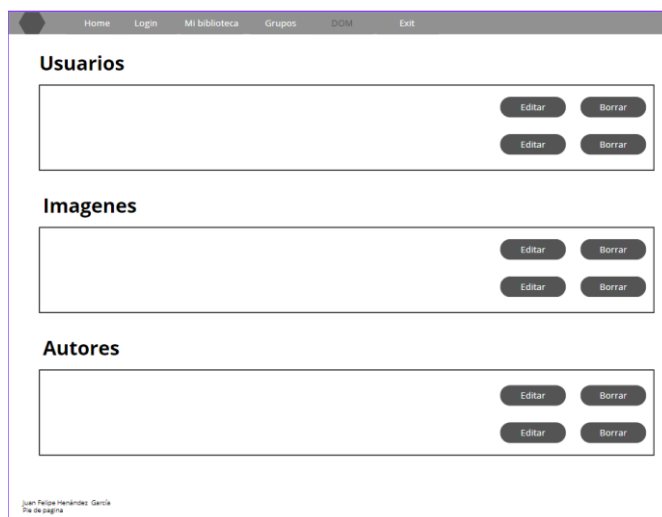 Home Login Mi biblioteca Grupos DOM Exit
Usuarios
Editar Borrar
Editar Borrar
Imagenes
Editar Borrar
Editar Borrar
Autores
Editar Borrar
Editar Borrar
Juan Felipe Henández García
Pie de pagina